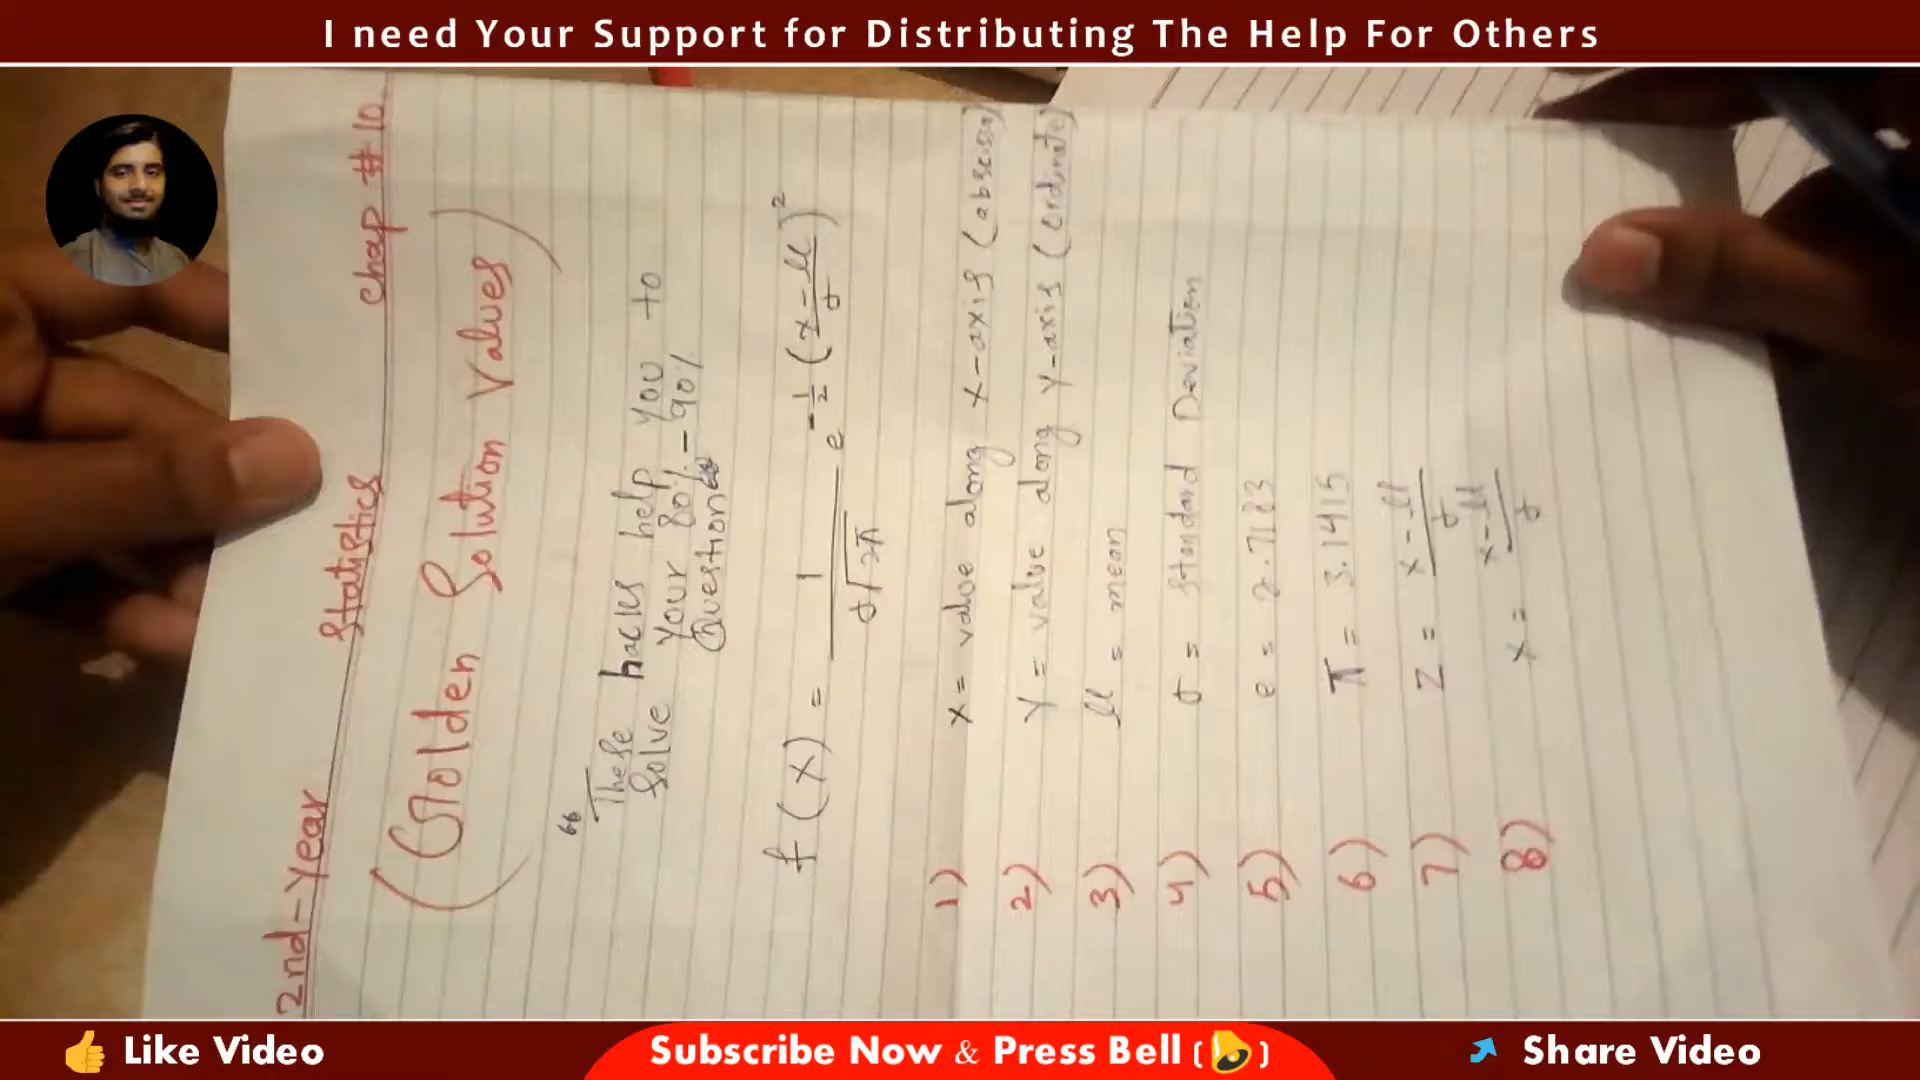 I need Your Support for Distributing The Help For Others
2nd-Year Statistics Chap # 10
(Golden Solution Values)
“ These hacks help you to
solve your 80%-90%
Questions
f(x) = 1/σ√2π e^-1/2(x-μ/σ)^2
1) x = value along x-axis (abscissa)
2) Y = value along Y-axis (ordinate)
3) μ = mean
4) σ = standard Deviation
5) e = 2.7183
6) π = 3.1415
7) Z = x-μ/σ
8) x = x-μ/σ
Like Video
Subscribe Now & Press Bell ( )
Share Video